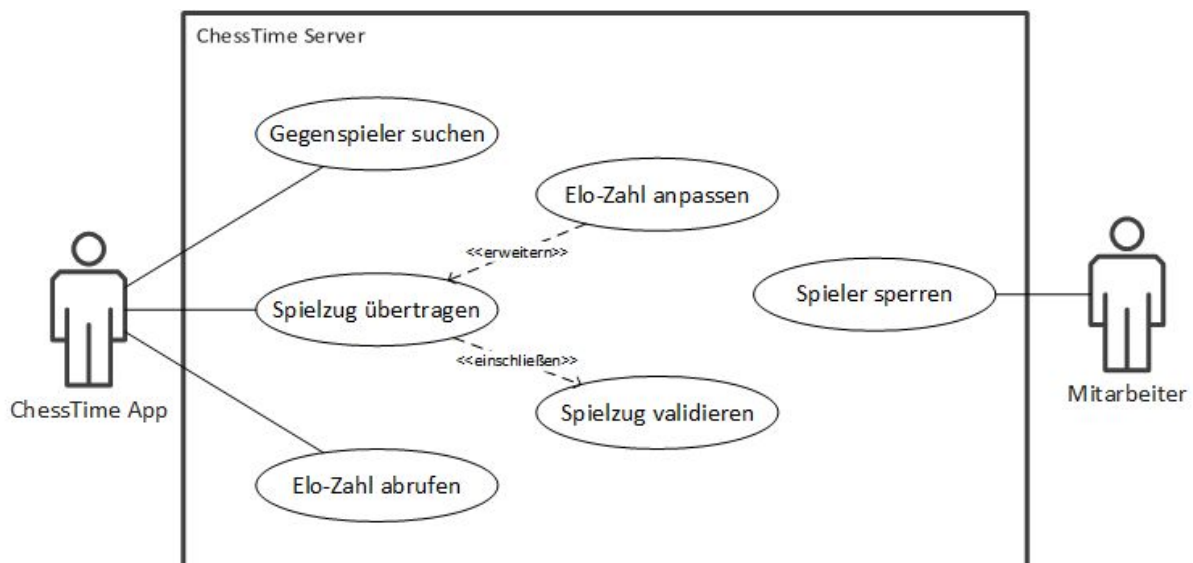 ChessTime Server
Gegenspieler suchen
Elo-Zahl anpassen
<<erweitern>>
Spieler sperren
Spielzug übertragen
<<einschließen>>
Mitarbeiter
ChessTime App
Spielzug validieren
Elo-Zahl abrufen